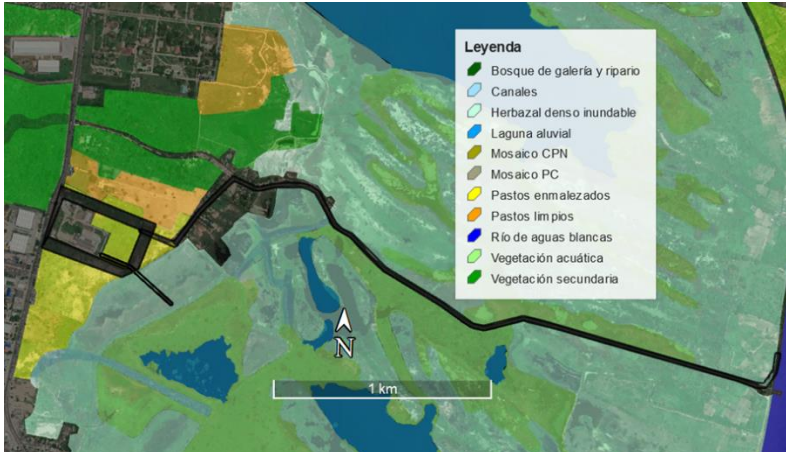 Leyenda
Bosque de galería y ripario
Canales
Herbazal denso inundable
Laguna aluvial
Mosaico CPN
Mosaico PC
Pastos enmalezados
Pastos limpios
Río de aguas blancas
Vegetación acuática
Vegetación secundaria
N
1 km